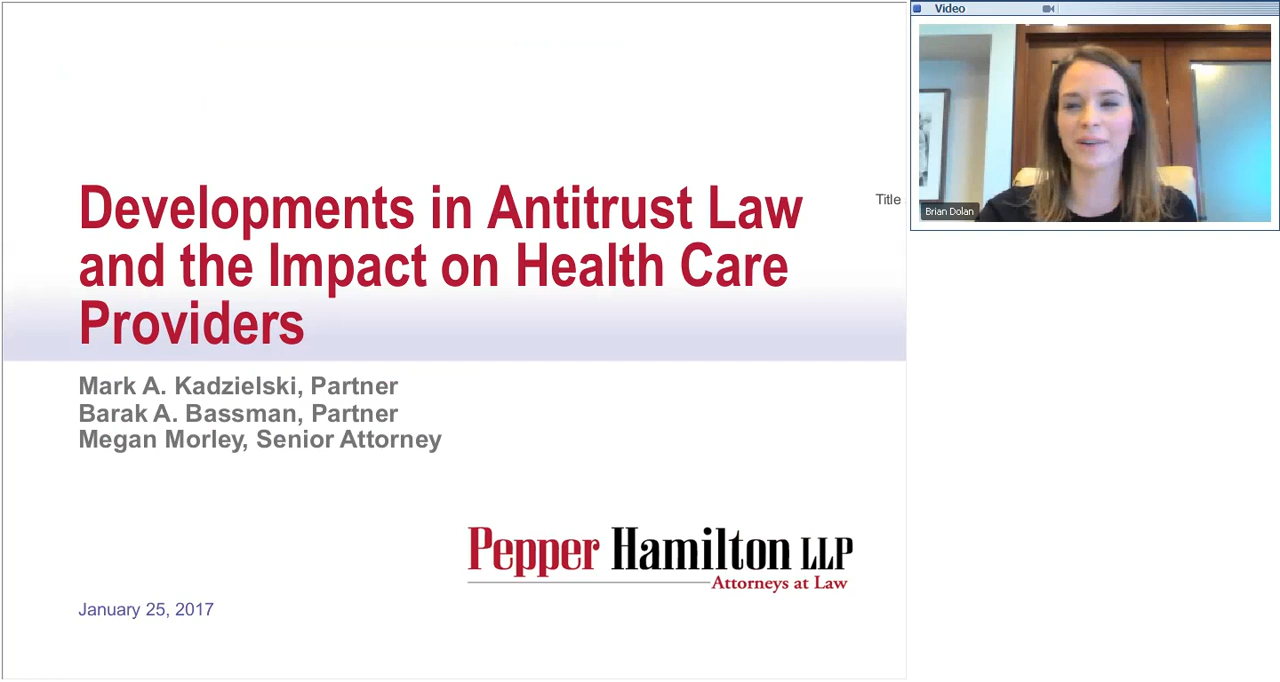 Video
Developments in Antitrust Law
and the Impact on Health Care
Providers
Title
Brian Dolan
Mark A. Kadzielski, Partner
Barak A. Bassman, Partner
Megan Morley, Senior Attorney
Pepper Hamilton LLP
Attorneys at Law
January 25, 2017